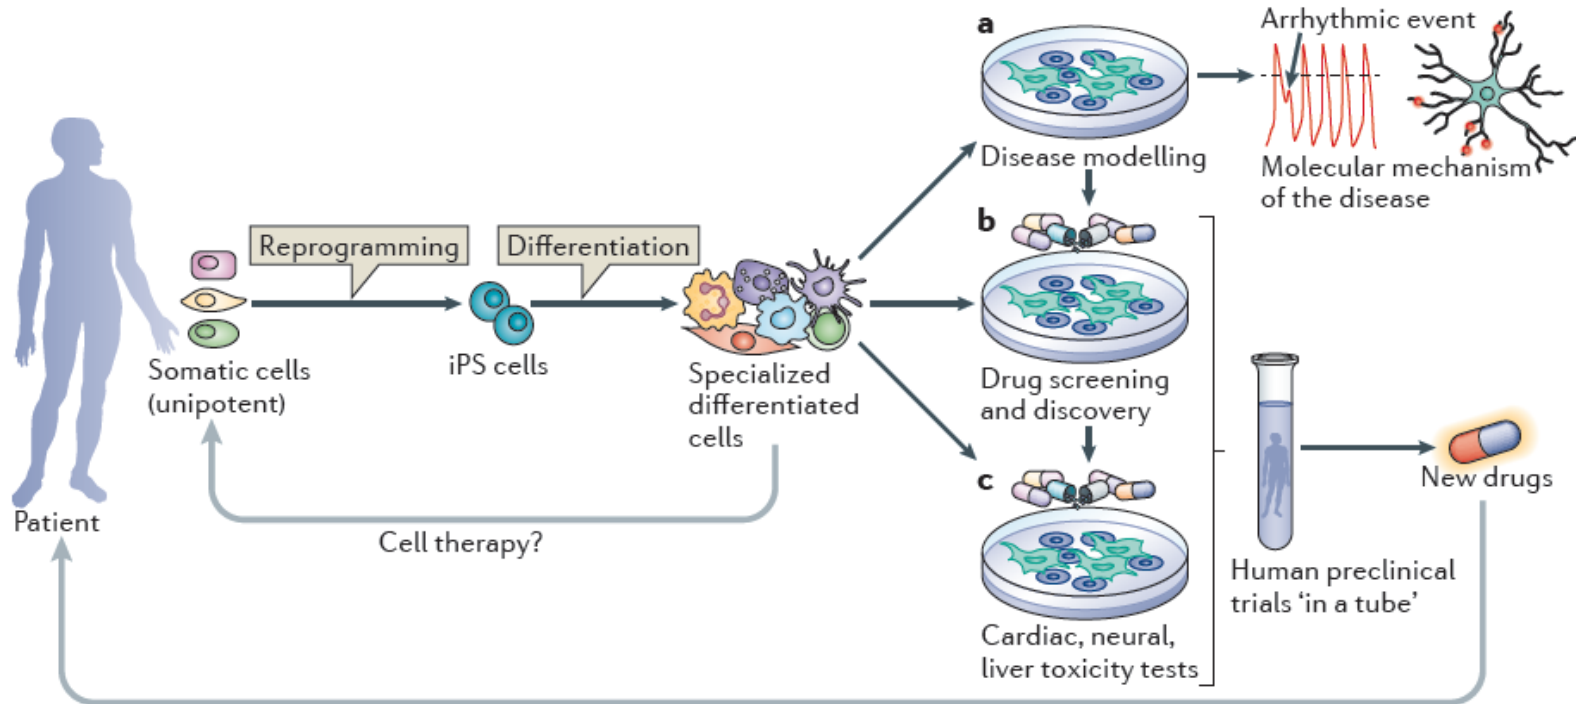 Patient
Somatic cells
(unipotent)
Reprogramming
iPS cells
Differentiation
Specialized
differentiated
cells
Cell therapy?
a
Disease modelling
Arrhythmic event
Molecular mechanism
of the disease
b
Drug screening
and discovery
c
Cardiac, neural,
liver toxicity tests
Human preclinical
trials ‘in a tube’
New drugs